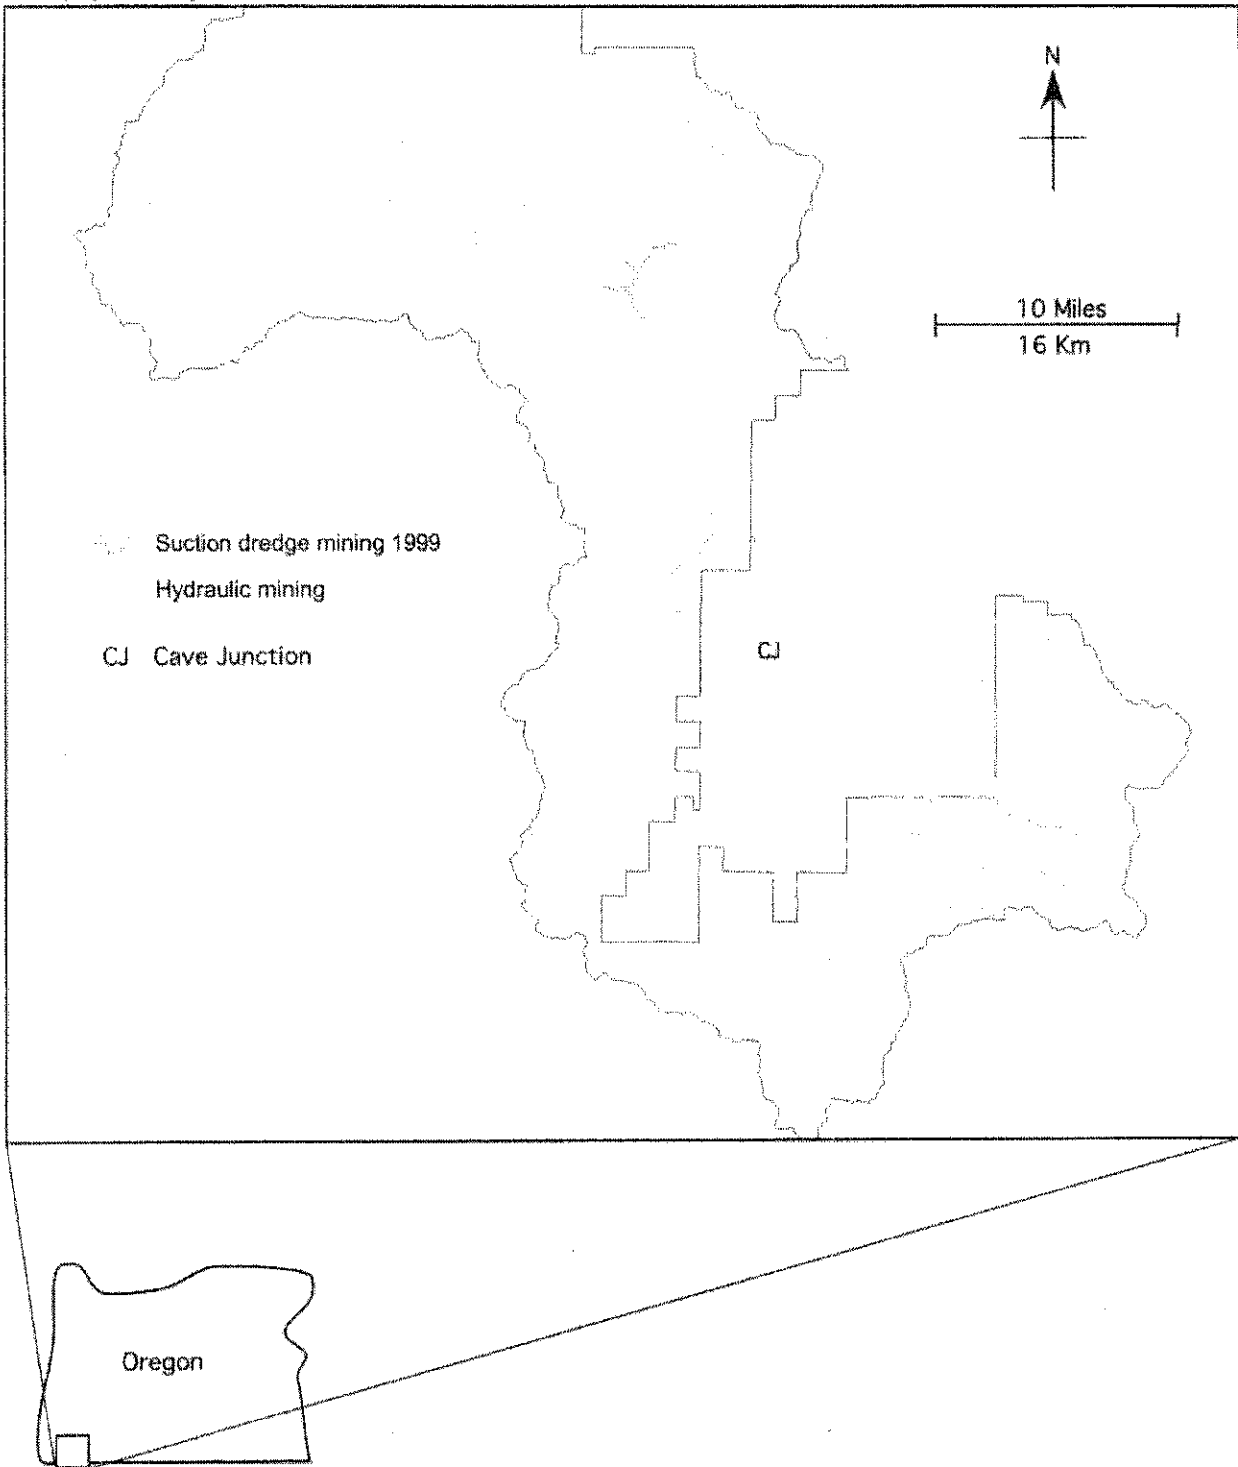 N
10 Miles
16 Km
Suction dredge mining 1999
Hydraulic mining
CJ Cave Junction
CJ
Oregon